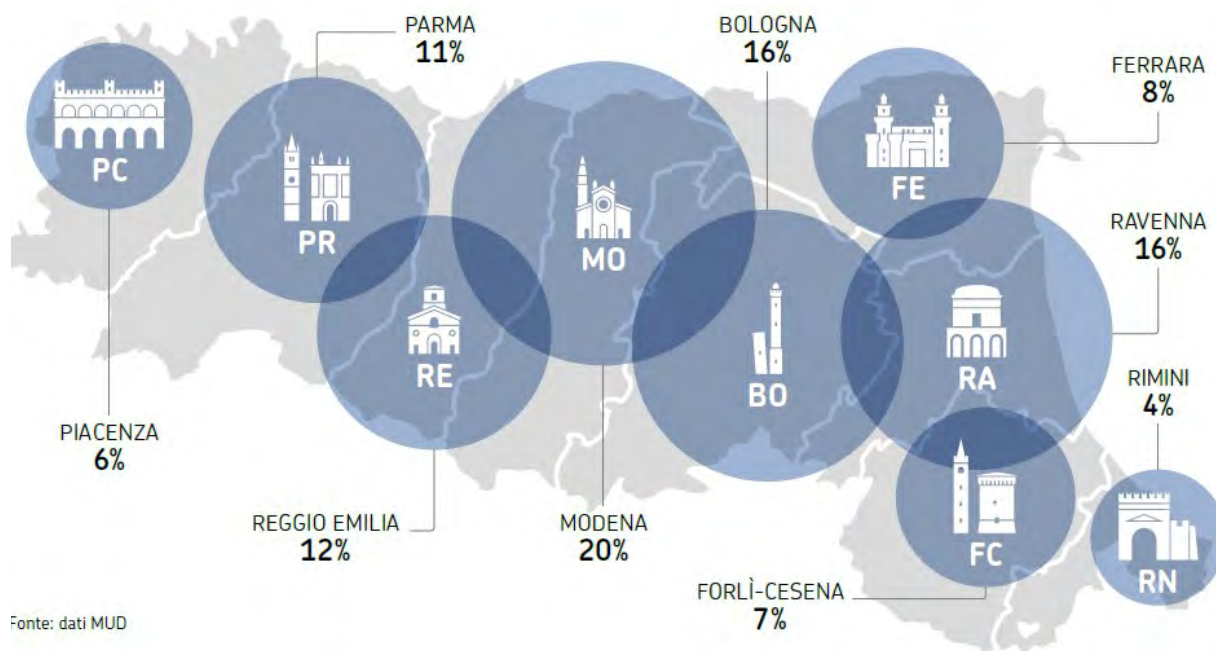 PARMA
11%
BOLOGNA
16%
FERRARA
8%
PC
PR
RE
MO
BO
FE
RA
FC
RN
RAVENNA
16%
RIMINI
4%
PIACENZA
6%
REGGIO EMILIA
12%
MODENA
20%
FORLÌ-CESENA
7%
Fonte: dati MUD